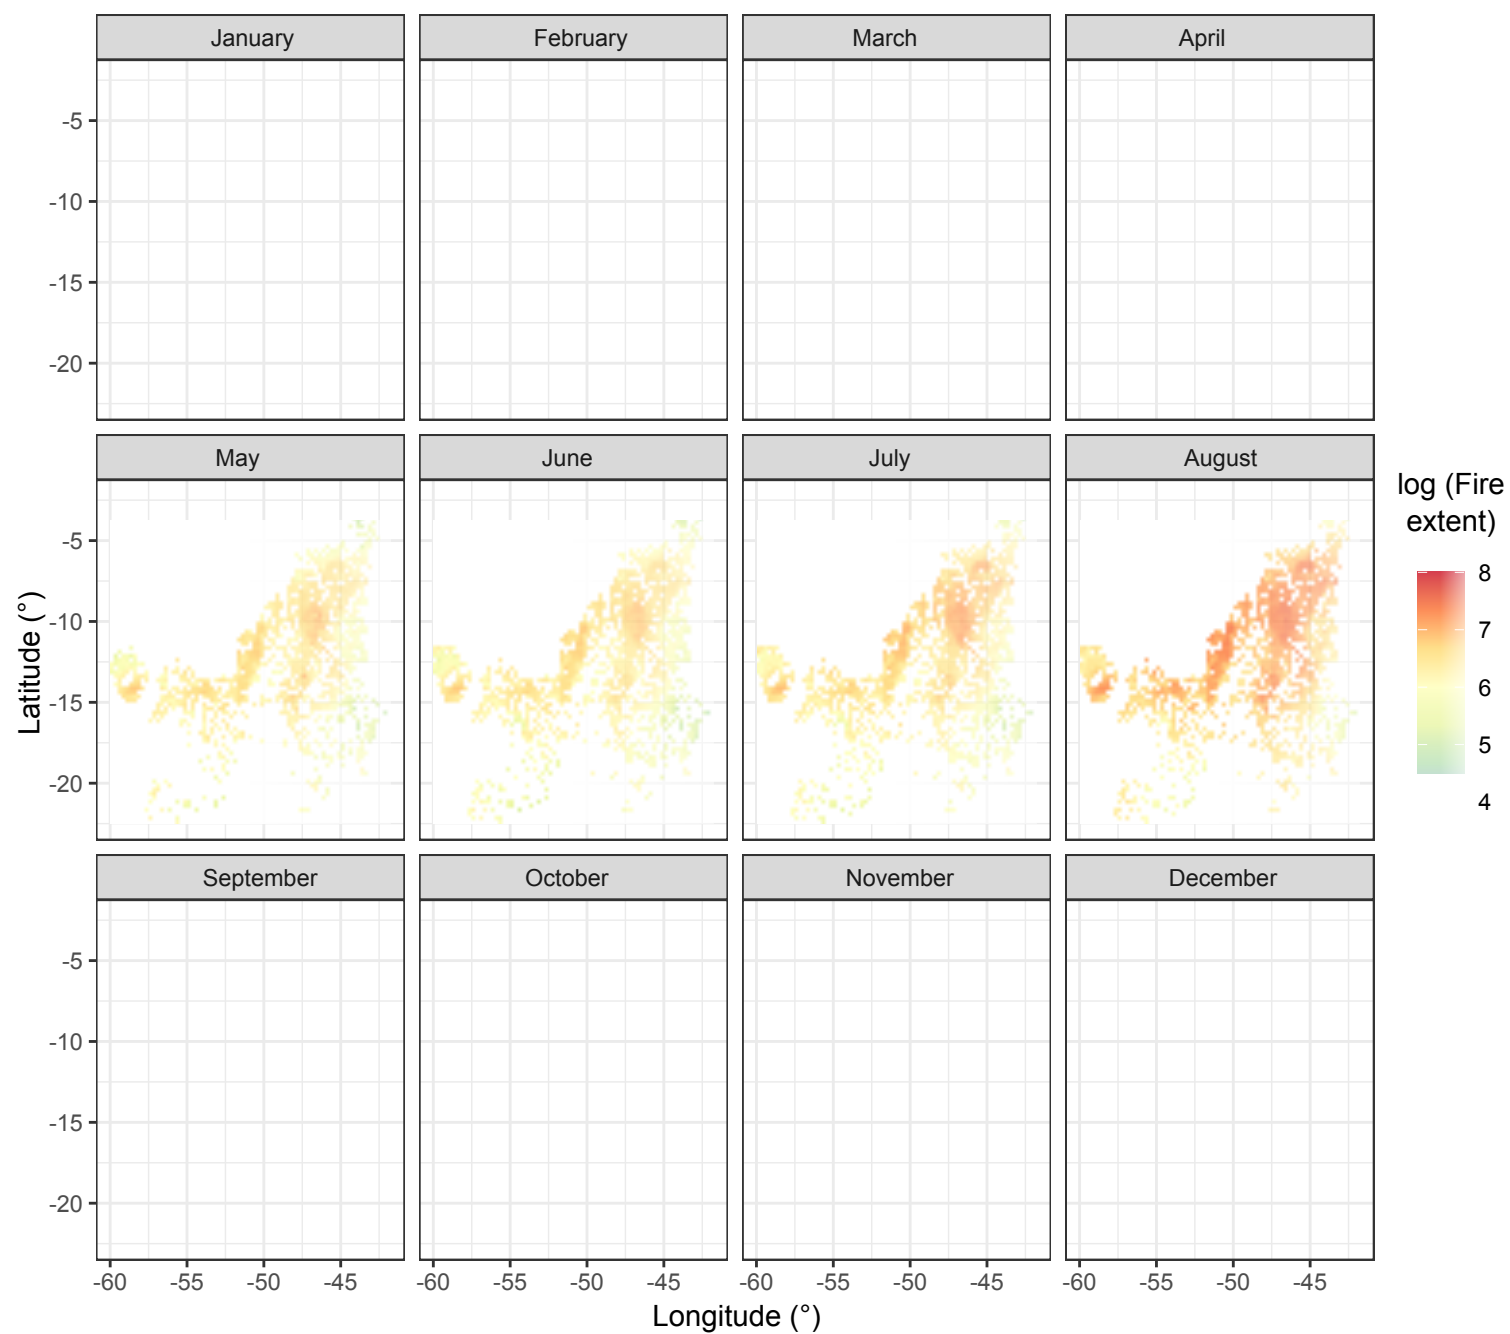 January February March April
-5
-10
-15
-20
May June July August
log (Fire
extent)
-5
-10
-15
-20
8
7
6
5
4
Latitude (°)
September October November December
-5
-10
-15
-20
-60 -55 -50 -45 -60 -55 -50 -45 -60 -55 -50 -45 -60 -55 -50 -45
Longitude (°)